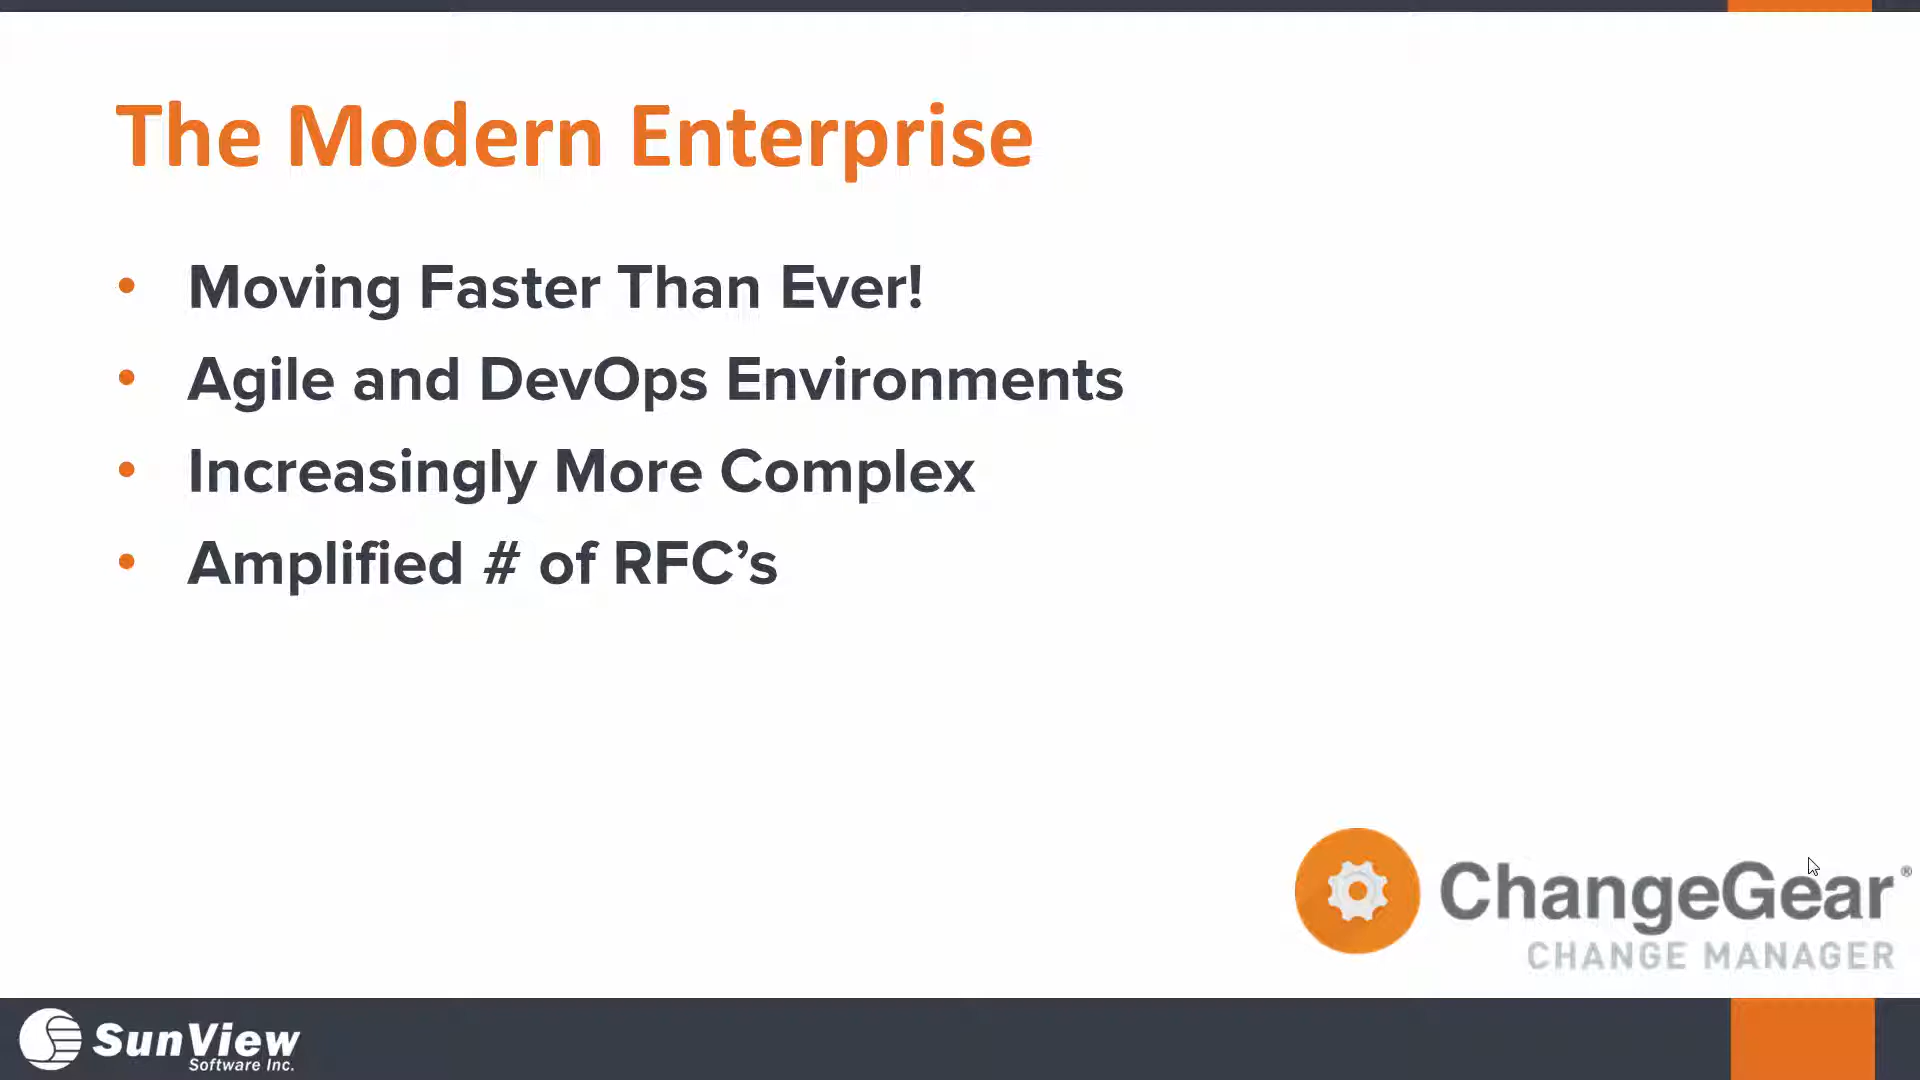 The Modern Enterprise
• Moving Faster Than Ever!
• Agile and DevOps Environments
• Increasingly More Complex
• Amplified # of RFC’s
ChangeGear®
CHANGE MANAGER
SunView
Software Inc.